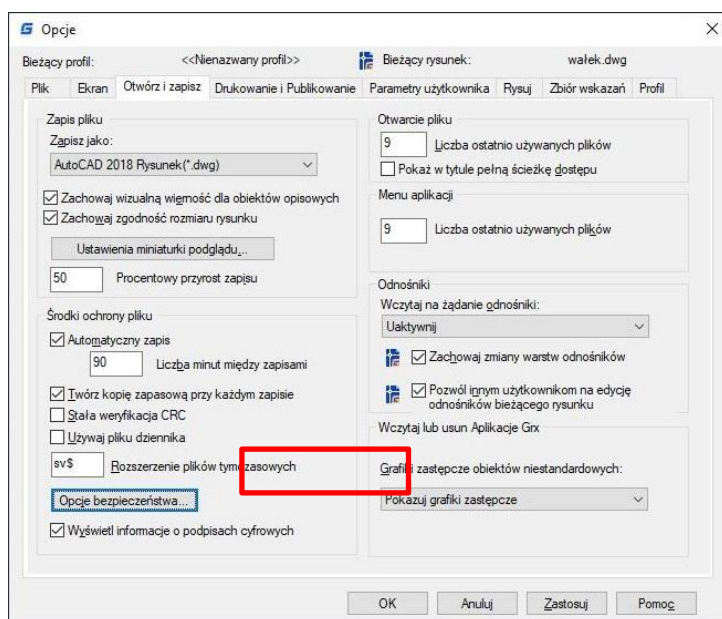 Opcje
Bieżący profil: <<Nienazwany profil>> Bieżący rysunek: wałek.dwg
Plik Ekran Otwórz i zapisz Drukowanie i Publikowanie Parametry użytkownika Rysuj Zbiór wskazań Profil
Zapis pliku
Zapisz jako:
AutoCAD 2018 Rysunek(*.dwg)
Zachowaj wizualną wierność dla obiektów opisowych
Zachowaj zgodność rozmiaru rysunku
Ustawienia miniaturki podglądu...
50 Procentowy przyrost zapisu
Środki ochrony pliku
Automatyczny zapis
90 Liczba minut między zapisami
Twórz kopię zapasową przy każdym zapisie
Stała weryfikacja CRC
Używaj pliku dziennika
sv$ Rozszerzenie plików tymczasowych
Opcje bezpieczeństwa...
Wyświetl informacje o podpisach cyfrowych
Otwarcie pliku
9 Liczba ostatnio używanych plików
Pokaż w tytule pełną ścieżkę dostępu
Menu aplikacji
9 Liczba ostatnio używanych plików
Odnośniki
Wczytaj na żądanie odnośniki:
Uaktywnij
Zachowaj zmiany warstw odnośników
Pozwól innym użytkownikom na edycję
odnośników bieżącego rysunku
Wczytaj lub usun Aplikacje Grx
Grafiki zastępcze obiektów niestandardowych:
Pokazuj grafiki zastępcze
OK Anuluj Zastosuj Pomoc